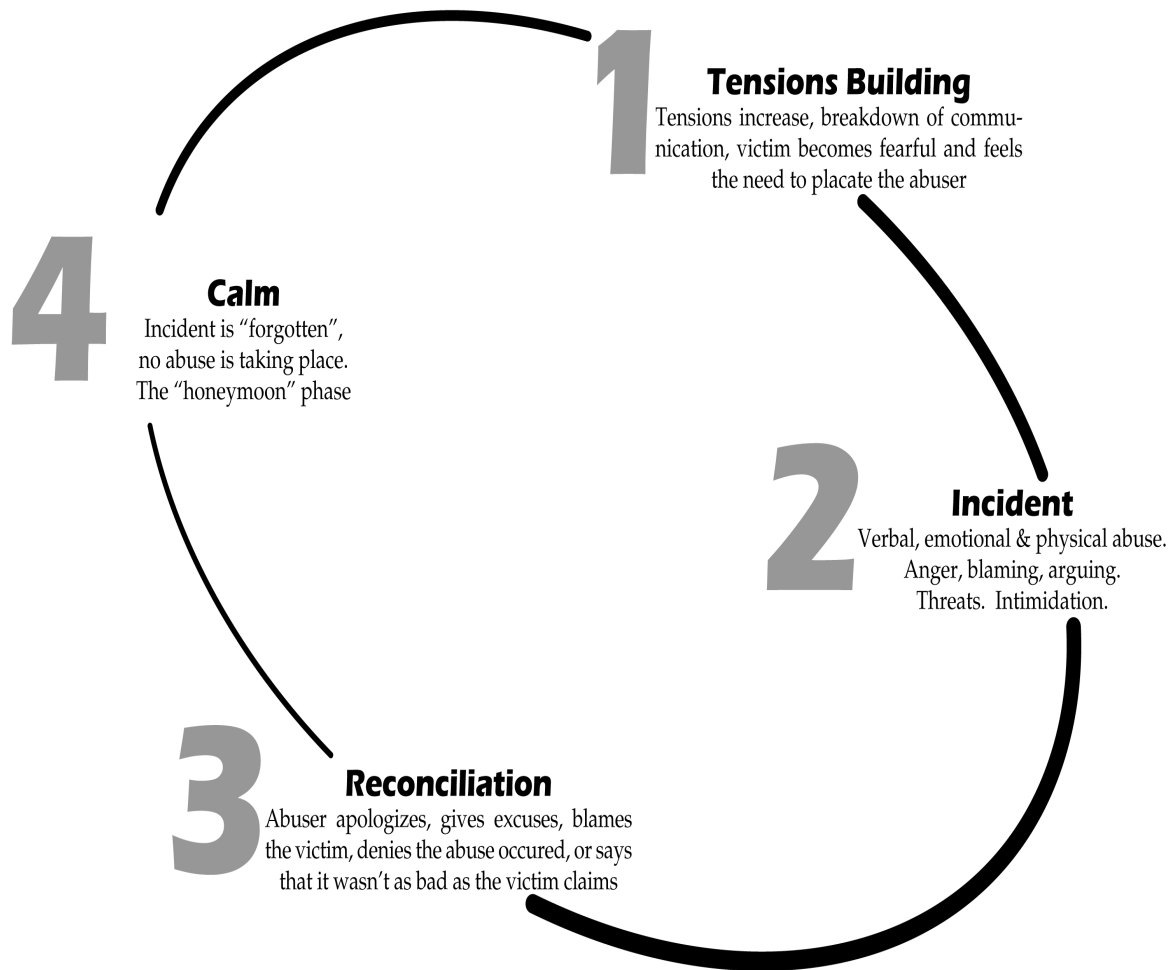 1
Tensions Building
Tensions increase, breakdown of commu-
nication, victim becomes fearful and feels
the need to placate the abuser
2
Incident
Verbal, emotional & physical abuse.
Anger, blaming, arguing.
Threats. Intimidation.
3
Reconciliation
Abuser apologizes, gives excuses, blames
the victim, denies the abuse occured, or says
that it wasn't as bad as the victim claims
4
Calm
Incident is “forgotten”,
no abuse is taking place.
The “honeymoon” phase